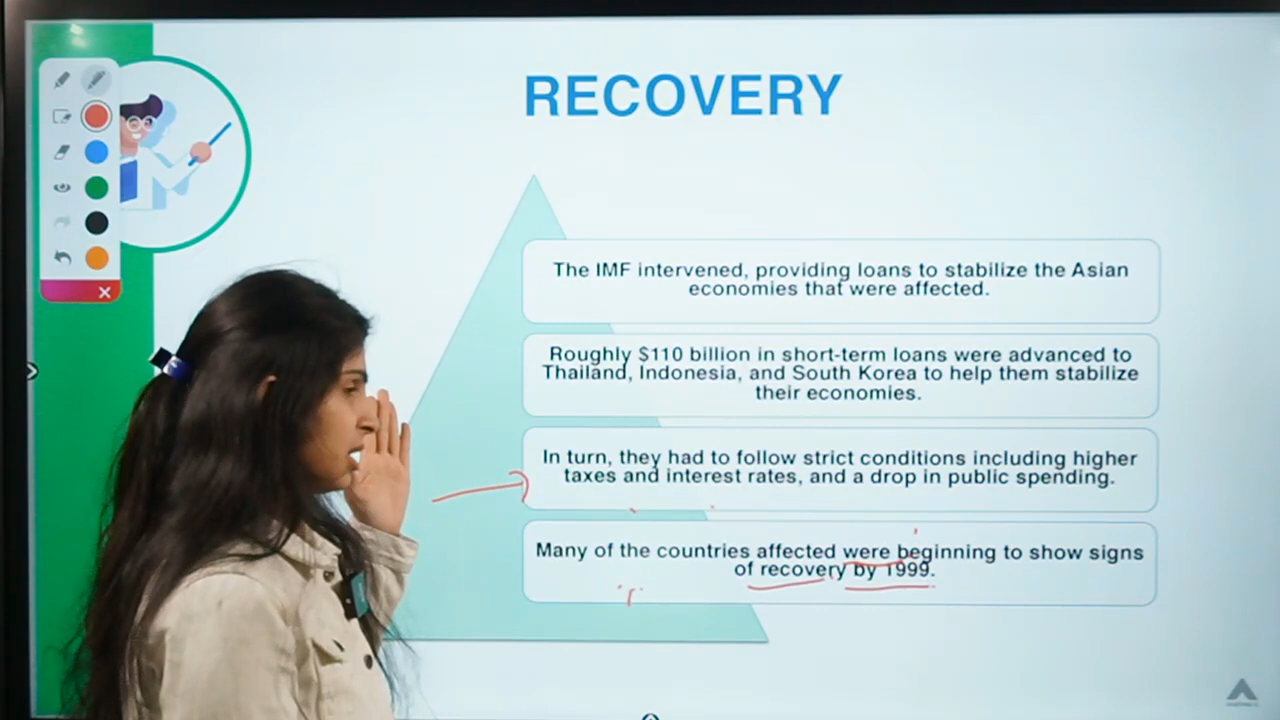 RECOVERY
The IMF intervened, providing loans to stabilize the Asian
economies that were affected.
Roughly $110 billion in short-term loans were advanced to
Thailand, Indonesia, and South Korea to help them stabilize
their economies.
In turn, they had to follow strict conditions including higher
taxes and interest rates, and a drop in public spending.
Many of the countries affected were beginning to show signs
of recovery by 1999.